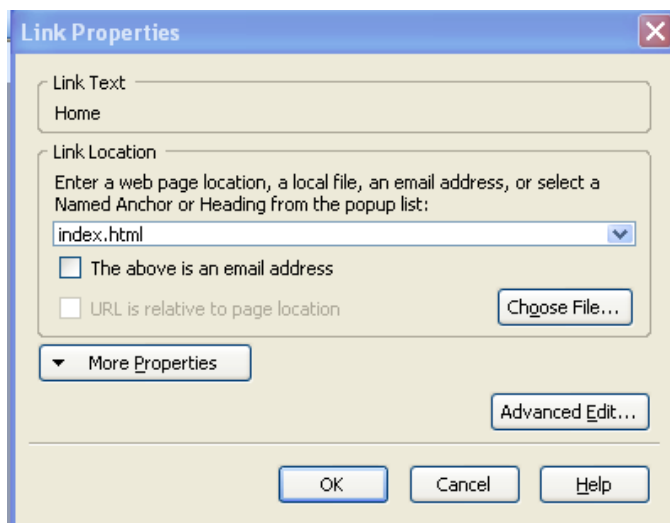 Link Properties
Link Text
Home
Link Location
Enter a web page location, a local file, an email address, or select a
Named Anchor or Heading from the popup list:
index.html
The above is an email address
URL is relative to page location
Choose File...
More Properties
Advanced Edit...
OK
Cancel
Help